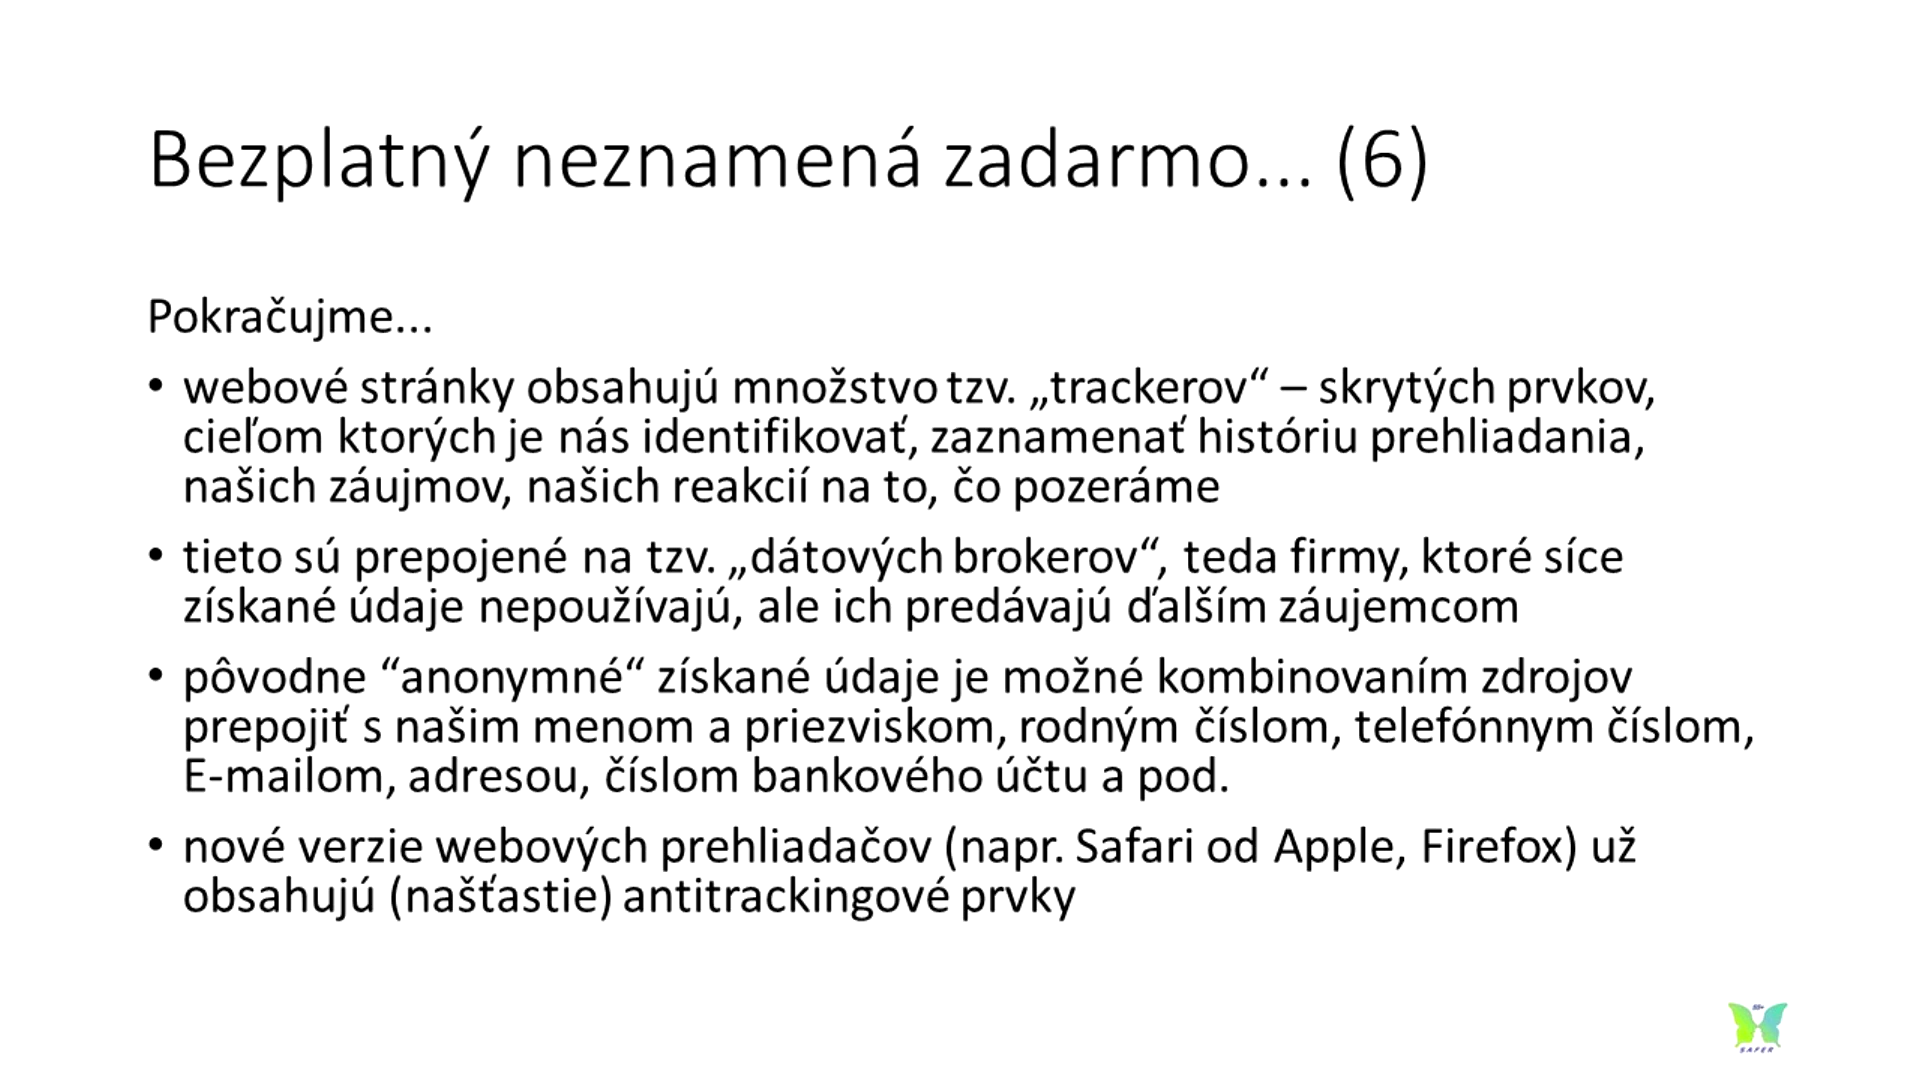 Bezplatný neznamená zadarmo... (6)
Pokračujme...
• webové stránky obsahujú množstvo tzv. „trackerov“ – skrytých prvkov,
cieľom ktorých je nás identifikovať, zaznamenať históriu prehliadania,
našich záujmov, našich reakcií na to, čo pozeráme
• tieto sú prepojené na tzv. „dátových brokerov“, teda firmy, ktoré síce
získané údaje nepoužívajú, ale ich predávajú ďalším záujemcom
• pôvodne “anonymné“ získané údaje je možné kombinovaním zdrojov
prepojiť s našim menom a priezviskom, rodným číslom, telefónnym číslom,
E-mailom, adresou, číslom bankového účtu a pod.
• nové verzie webových prehliadačov (napr. Safari od Apple, Firefox) už
obsahujú (našťastie) antitrackingové prvky
55+
SAFER